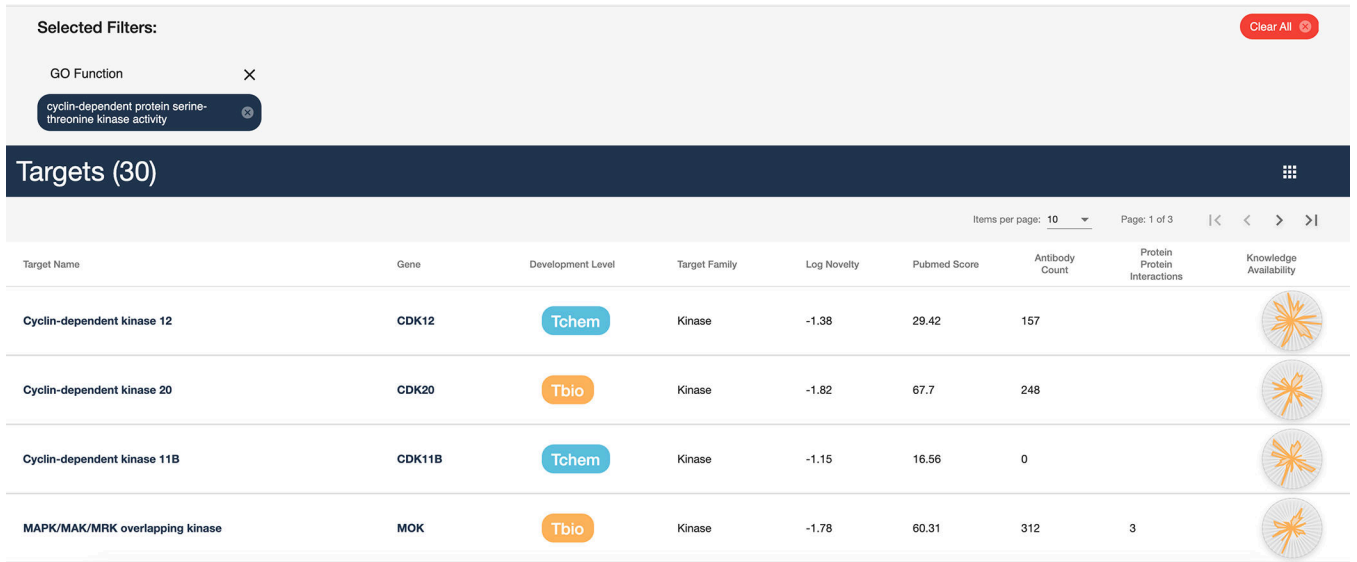 Selected Filters:
Clear All
GO Function
cyclin-dependent protein serine-
threonine kinase activity
Targets (30)
Items per page: 10 Page: 1 of 3
Target Name Gene Development Level Target Family Log Novelty Pubmed Score Antibody Count Protein Protein Interactions Knowledge Availability
Cyclin-dependent kinase 12 CDK12 Tchem Kinase -1.38 29.42 157
Cyclin-dependent kinase 20 CDK20 Tbio Kinase -1.82 67.7 248
Cyclin-dependent kinase 11B CDK11B Tchem Kinase -1.15 16.56 0
MAPK/MAK/MRK overlapping kinase MOK Tbio Kinase -1.78 60.31 312 3